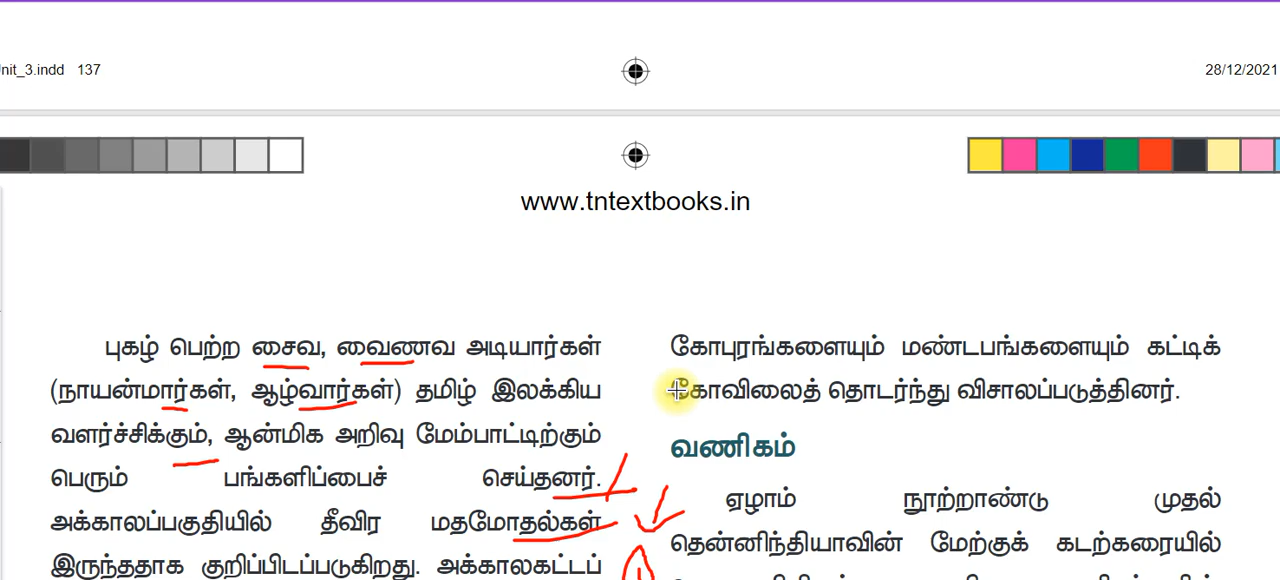 nit_3.indd 137
28/12/2021
www.tntextbooks.in
புகழ் பெற்ற சைவ, வைணவ அடியார்கள்
(நாயன்மார்கள், ஆழ்வார்கள்) தமிழ் இலக்கிய
வளர்ச்சிக்கும், ஆன்மிக அறிவு மேம்பாட்டிற்கும்
பெரும் பங்களிப்பைச் செய்தனர்.
அக்காலப்பகுதியில் தீவிர மதமோதல்கள்
இருந்ததாக குறிப்பிடப்படுகிறது. அக்காலகட்டப்
கோபுரங்களையும் மண்டபங்களையும் கட்டிக்
கோவிலைத் தொடர்ந்து விசாலப்படுத்தினர்.
வணிகம்
ஏழாம் நூற்றாண்டு முதல்
தென்னிந்தியாவின் மேற்குக் கடற்கரையில்